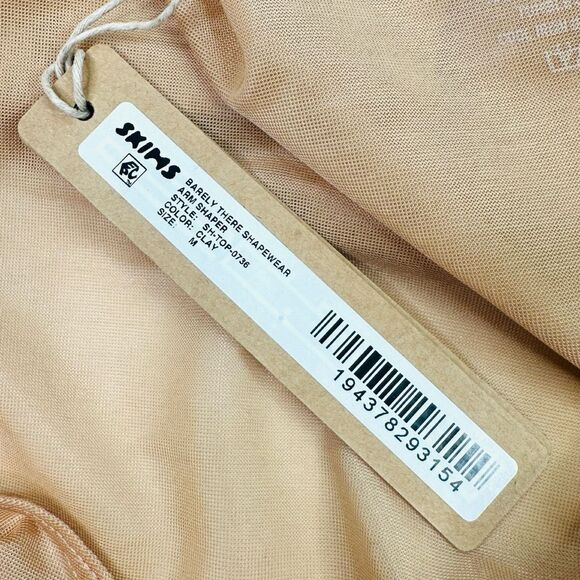 SKIMS
BARELY THERE SHAPEWEAR
ARM SHAPER
STYLE: SH-TOP-0736
COLOR: CLAY
SIZE: M
194378293154